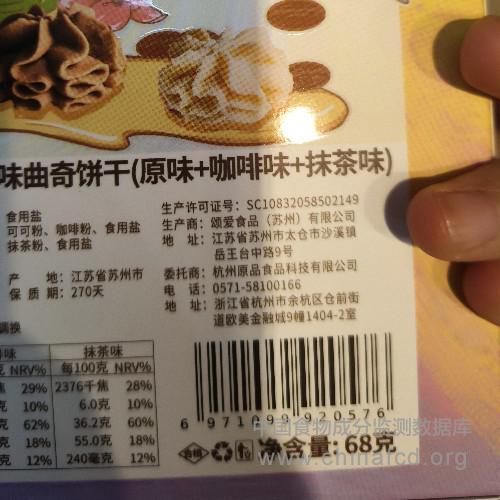 味曲奇饼干(原味+咖啡味+抹茶味)
食用盐
可可粉、咖啡粉、食用盐
抹茶粉、食用盐
产 地：江苏省苏州市
保 质 期：270天
生产许可证号：SC10832058502149
生产商：颂爱食品（苏州）有限公司
地 址：江苏省苏州市太仓市沙溪镇
岳王台中路9号
委托商：杭州原品食品科技有限公司
电 话：0571-58100166
地 址：浙江省杭州市余杭区仓前街
道欧美金融城9幢1404-2室
味 抹茶味
NRV% 每100克 NRV%
29% 2376千焦 28%
10% 6.0克 10%
62% 36.2克 60%
18% 55.0克 18%
12% 240毫克 12%
6 971099 920576
净含量: 68克
中国食物成分监测数据库
www.chinafcd.org